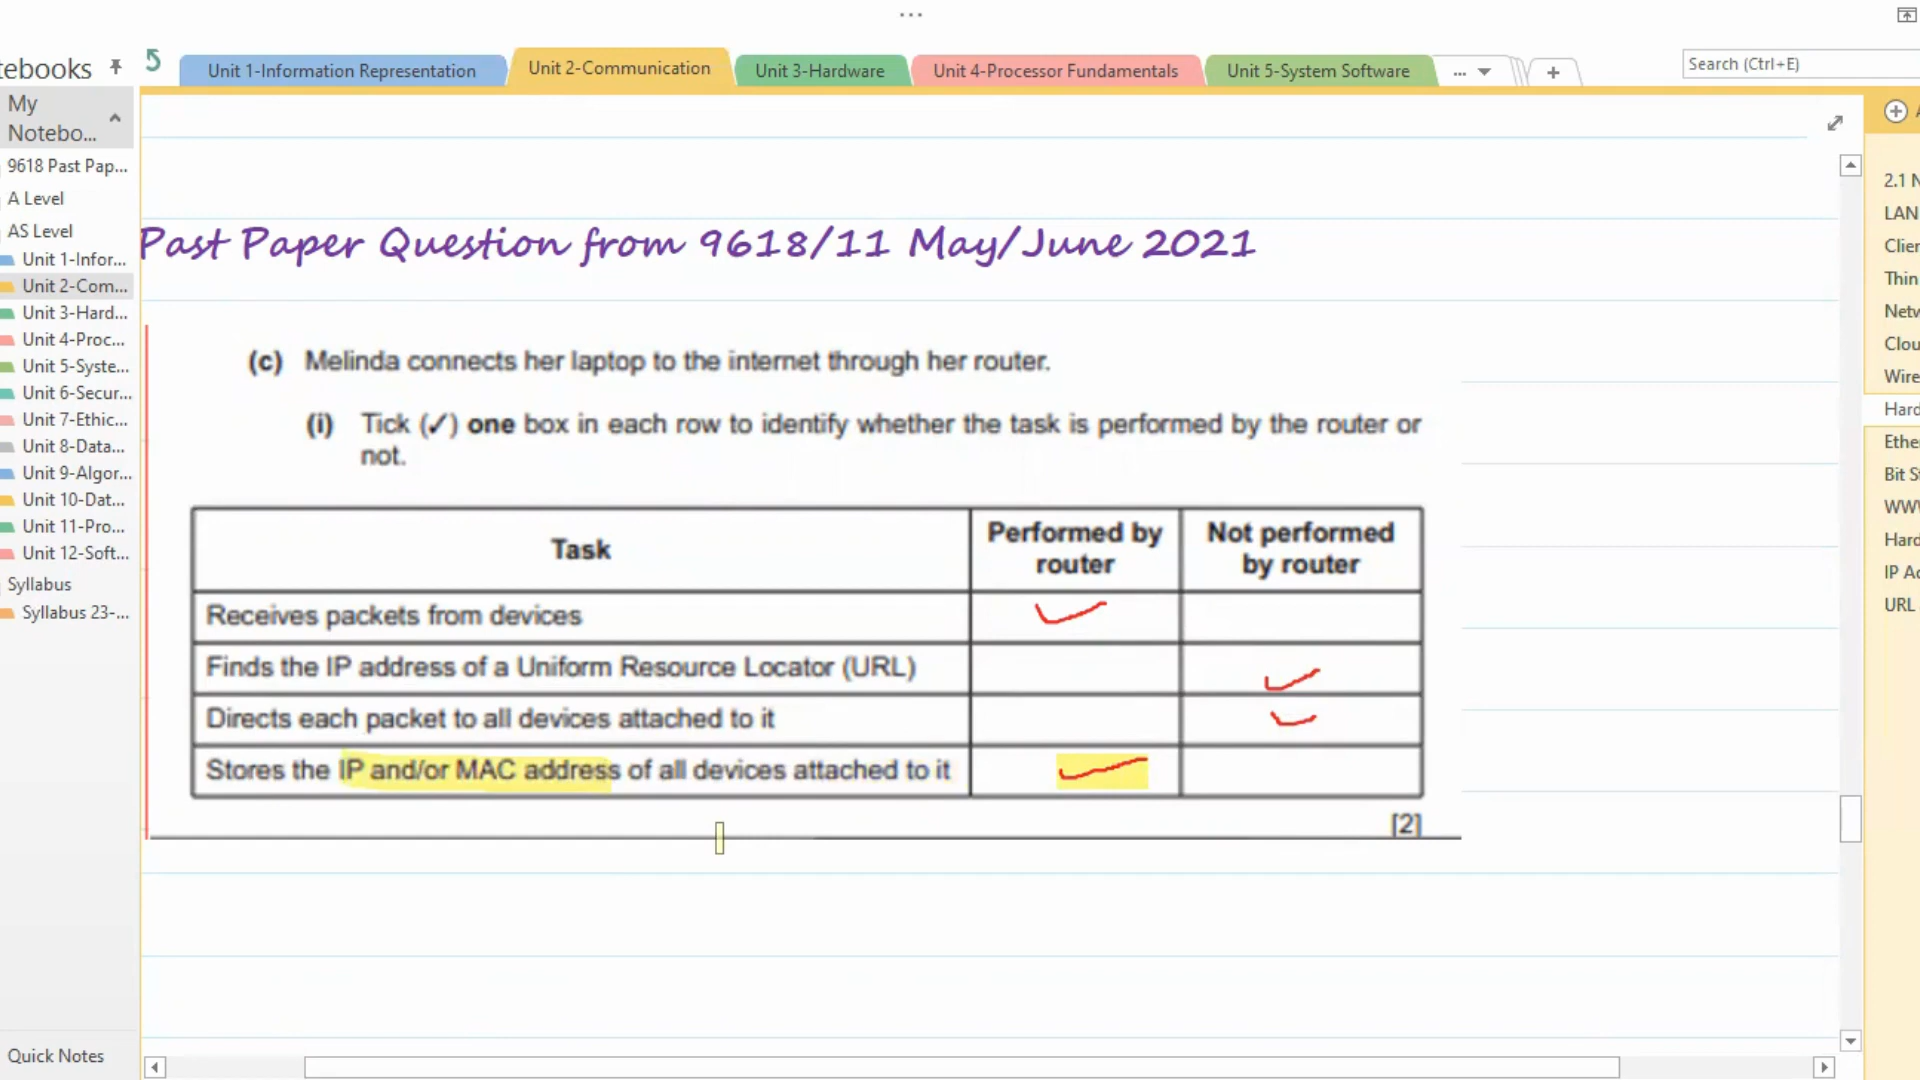 ...
tebooks
Unit 1-Information Representation
Unit 2-Communication
Unit 3-Hardware
Unit 4-Processor Fundamentals
Unit 5-System Software
...
Search (Ctrl+E)
My
Notebo...
9618 Past Pap...
A Level
AS Level
Unit 1-Infor...
Unit 2-Com...
Unit 3-Hard...
Unit 4-Proc...
Unit 5-Syste...
Unit 6-Secur...
Unit 7-Ethic...
Unit 8-Data...
Unit 9-Algor...
Unit 10-Dat...
Unit 11-Pro...
Unit 12-Soft...
Syllabus
Syllabus 23-...
Quick Notes
Past Paper Question from 9618/11 May/June 2021
(c) Melinda connects her laptop to the internet through her router.
(i) Tick (✓) one box in each row to identify whether the task is performed by the router or
not.
Task
Performed by
router
Not performed
by router
Receives packets from devices ✓
Finds the IP address of a Uniform Resource Locator (URL) ✓
Directs each packet to all devices attached to it ✓
Stores the IP and/or MAC address of all devices attached to it ✓
[2]
2.1 N
LAN
Clier
Thin
Netw
Clou
Wire
Hard
Ethe
Bit S
WWW
Hard
IP Ad
URL